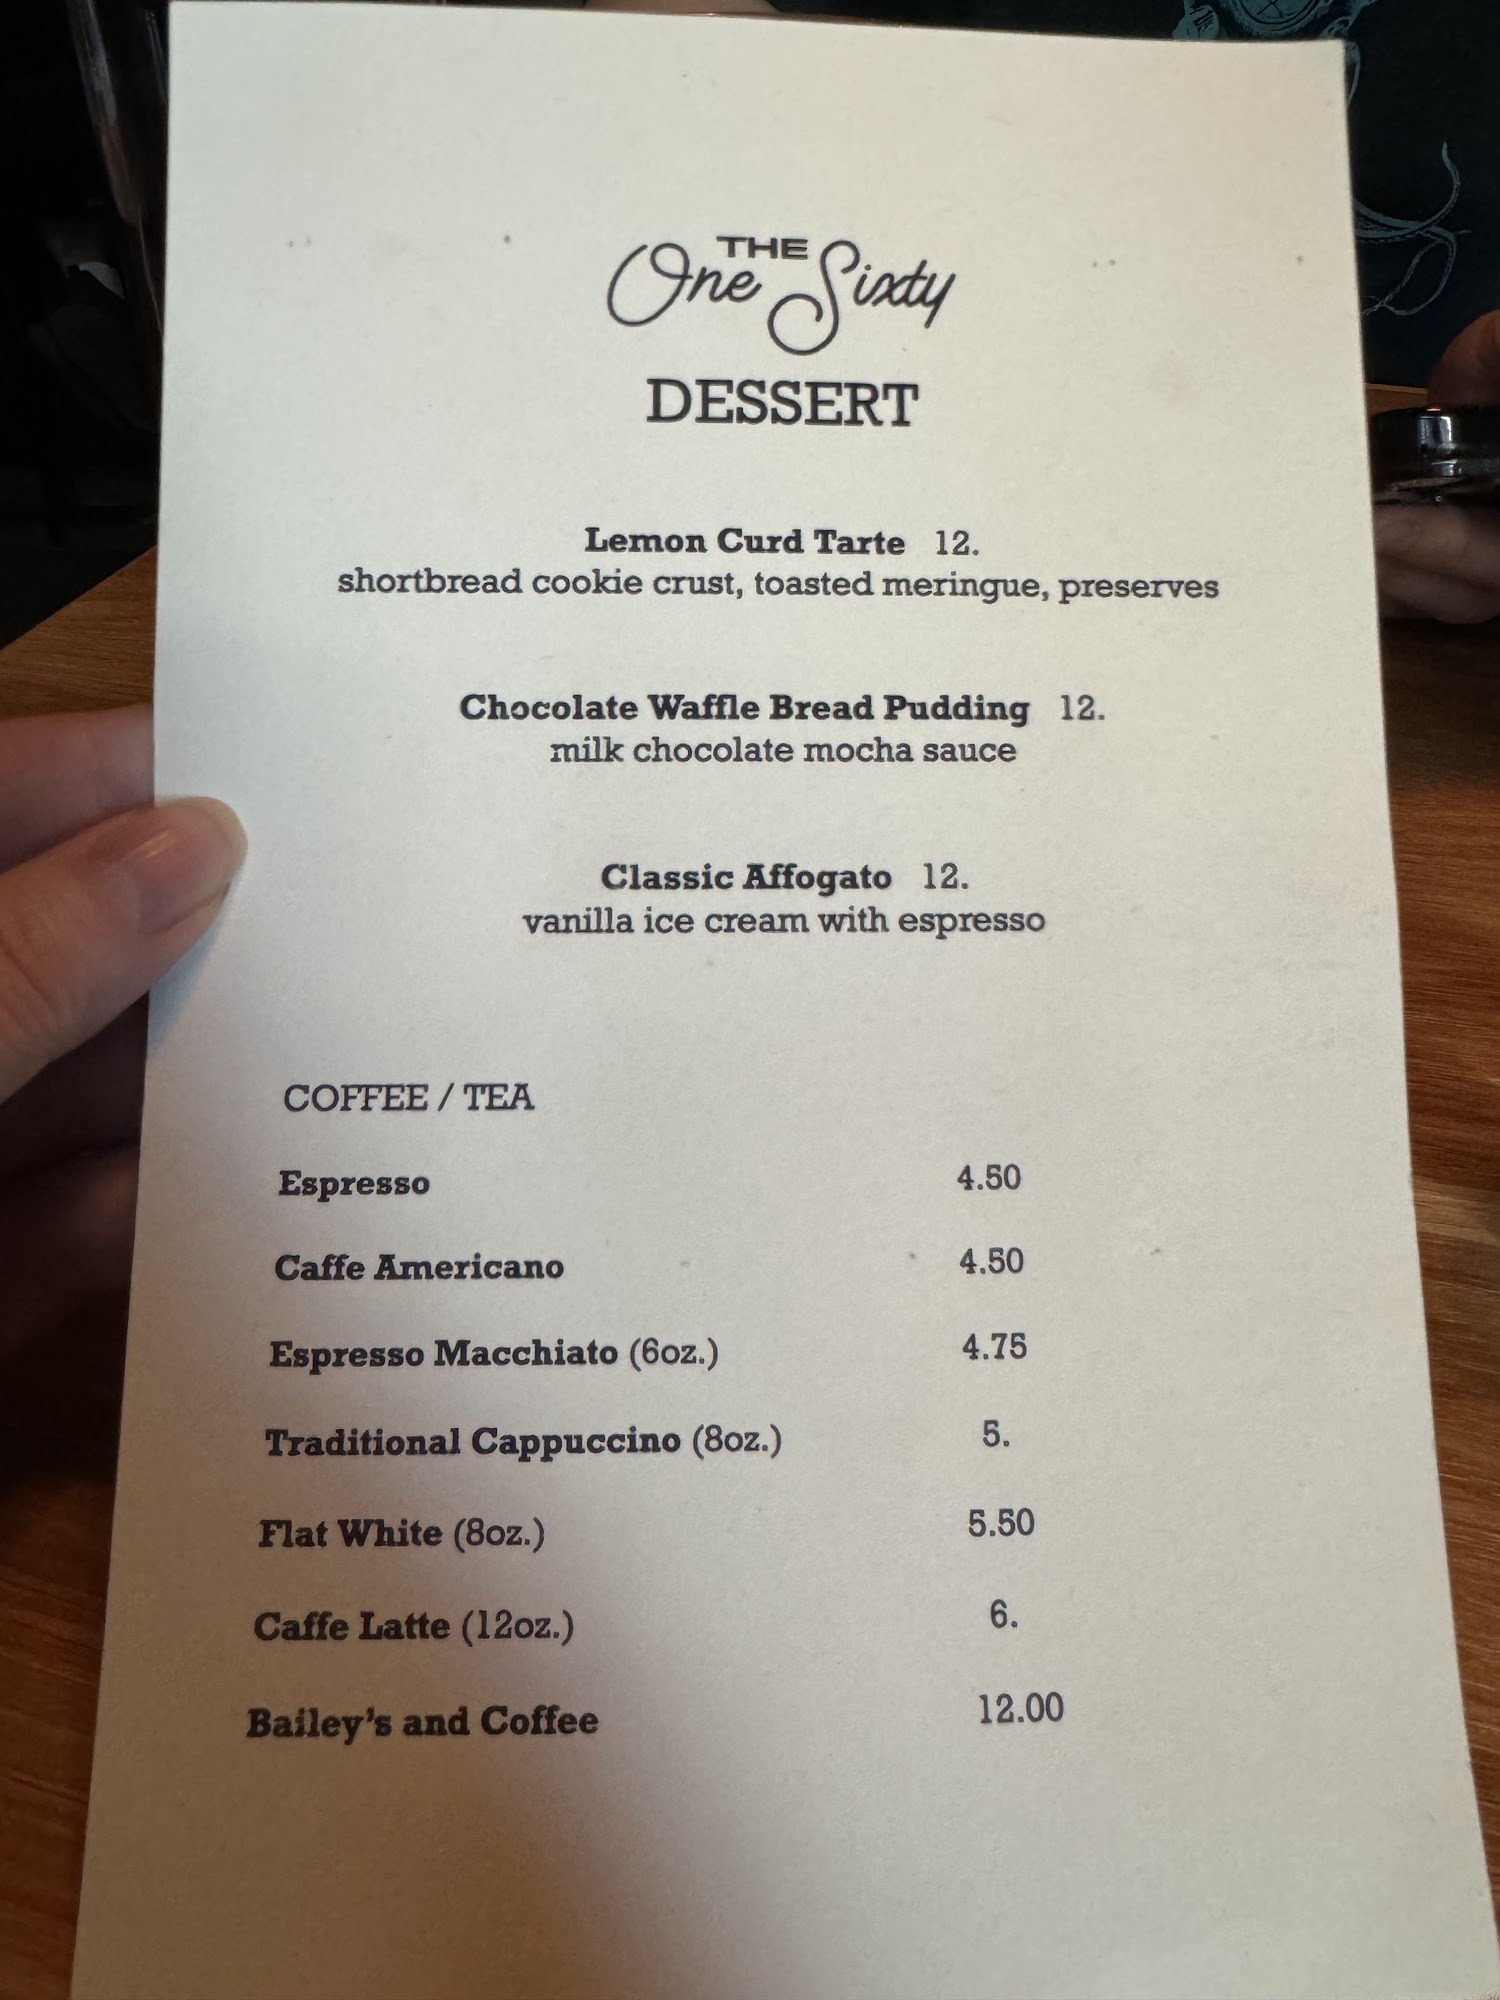 THE
One Sixty
DESSERT
Lemon Curd Tarte 12.
shortbread cookie crust, toasted meringue, preserves
Chocolate Waffle Bread Pudding 12.
milk chocolate mocha sauce
Classic Affogato 12.
vanilla ice cream with espresso
COFFEE / TEA
Espresso 4.50
Caffe Americano 4.50
Espresso Macchiato (6oz.) 4.75
Traditional Cappuccino (8oz.) 5.
Flat White (8oz.) 5.50
Caffe Latte (12oz.) 6.
Bailey's and Coffee 12.00